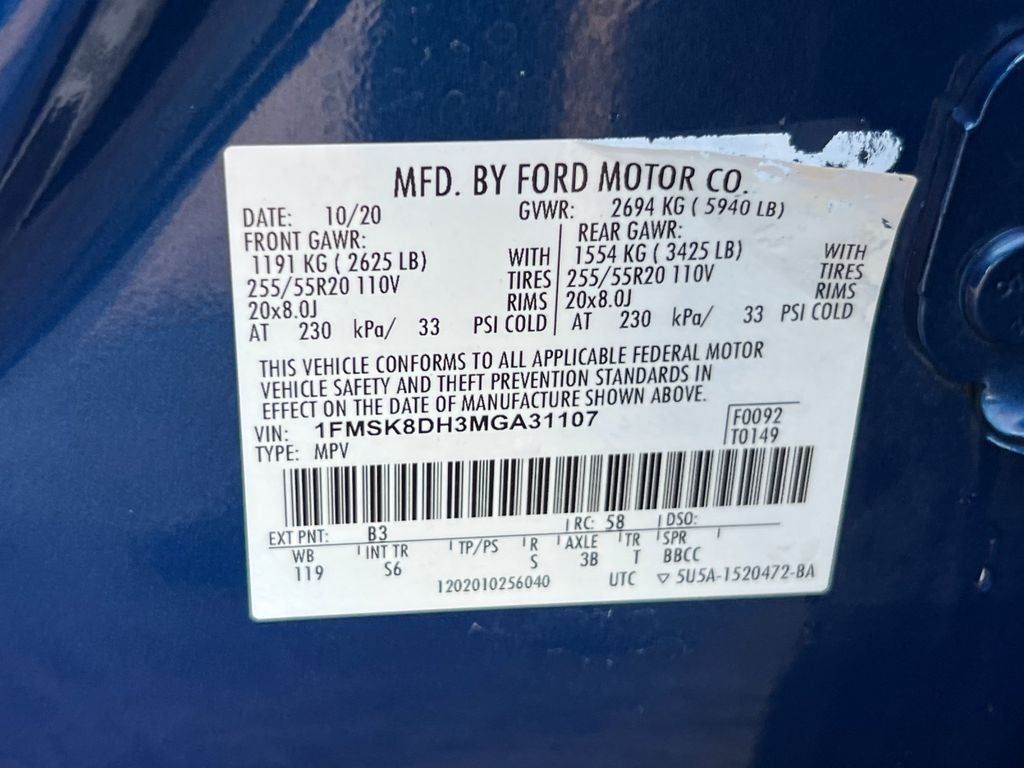 MFD. BY FORD MOTOR CO.
DATE: 10/20 GVWR: 2694 KG ( 5940 LB)
FRONT GAWR: REAR GAWR:
1191 KG ( 2625 LB) WITH 1554 KG ( 3425 LB) WITH
255/55R20 110V TIRES 255/55R20 110V TIRES
20x8.0J RIMS 20x8.0J RIMS
AT 230 kPa/ 33 PSI COLD AT 230 kPa/ 33 PSI COLD
THIS VEHICLE CONFORMS TO ALL APPLICABLE FEDERAL MOTOR
VEHICLE SAFETY AND THEFT PREVENTION STANDARDS IN
EFFECT ON THE DATE OF MANUFACTURE SHOWN ABOVE.
VIN: 1FMSK8DH3MGA31107 F0092
TYPE: MPV T0149
EXT PNT: B3 RC: 58 DSO:
WB INT TR TP/PS R AXLE TR SPR
119 S6 S 3B T BBCC
1202010256040 UTC ▽ 5U5A-1520472-BA